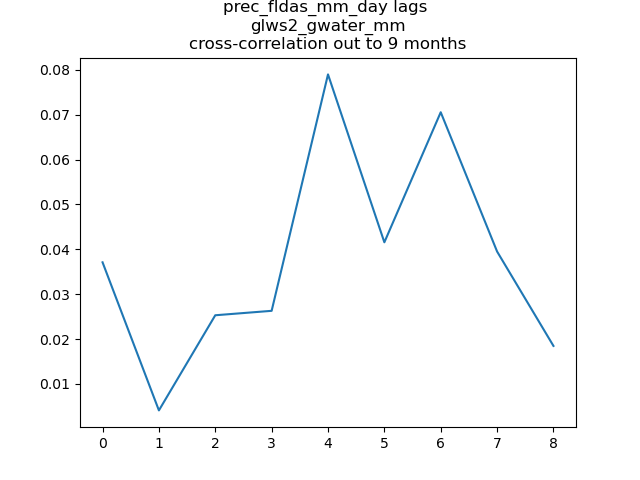 prec_fldas_mm_day lags
glws2_gwater_mm
cross-correlation out to 9 months
0.08
0.07
0.06
0.05
0.04
0.03
0.02
0.01
0 1 2 3 4 5 6 7 8